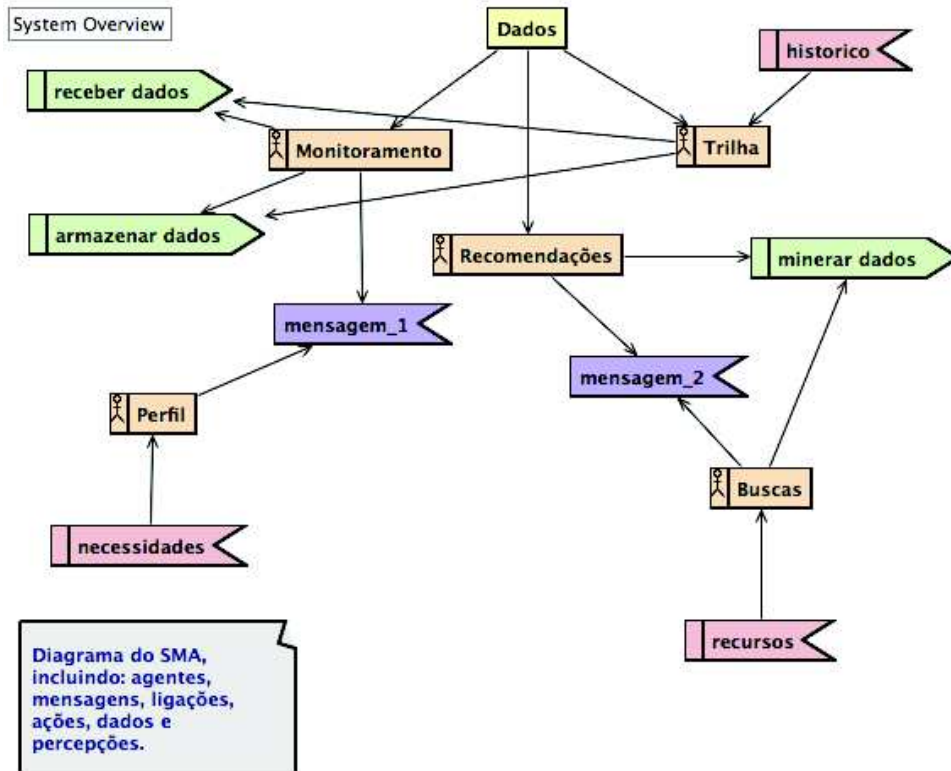 System Overview
Dados
historico
receber dados
Monitoramento
Trilha
armazenar dados
Recomendações
minerar dados
mensagem_1
mensagem_2
Perfil
Buscas
necessidades
recursos
Diagrama do SMA,
incluindo: agentes,
mensagens, ligações,
ações, dados e
percepções.